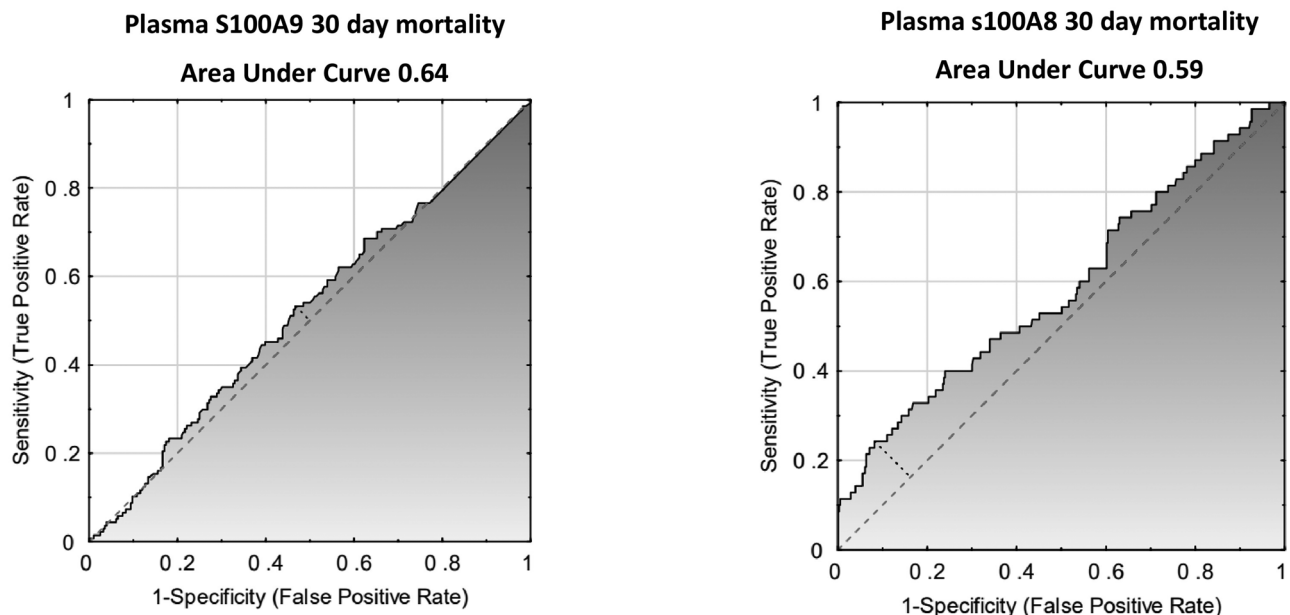 Plasma S100A9 30 day mortality
Area Under Curve 0.64
1
0.8
0.6
0.4
0.2
0
Sensitivity (True Positive Rate)
0 0.2 0.4 0.6 0.8 1
1-Specificity (False Positive Rate)
Plasma s100A8 30 day mortality
Area Under Curve 0.59
1
0.8
0.6
0.4
0.2
0
Sensitivity (True Positive Rate)
0 0.2 0.4 0.6 0.8 1
1-Specificity (False Positive Rate)